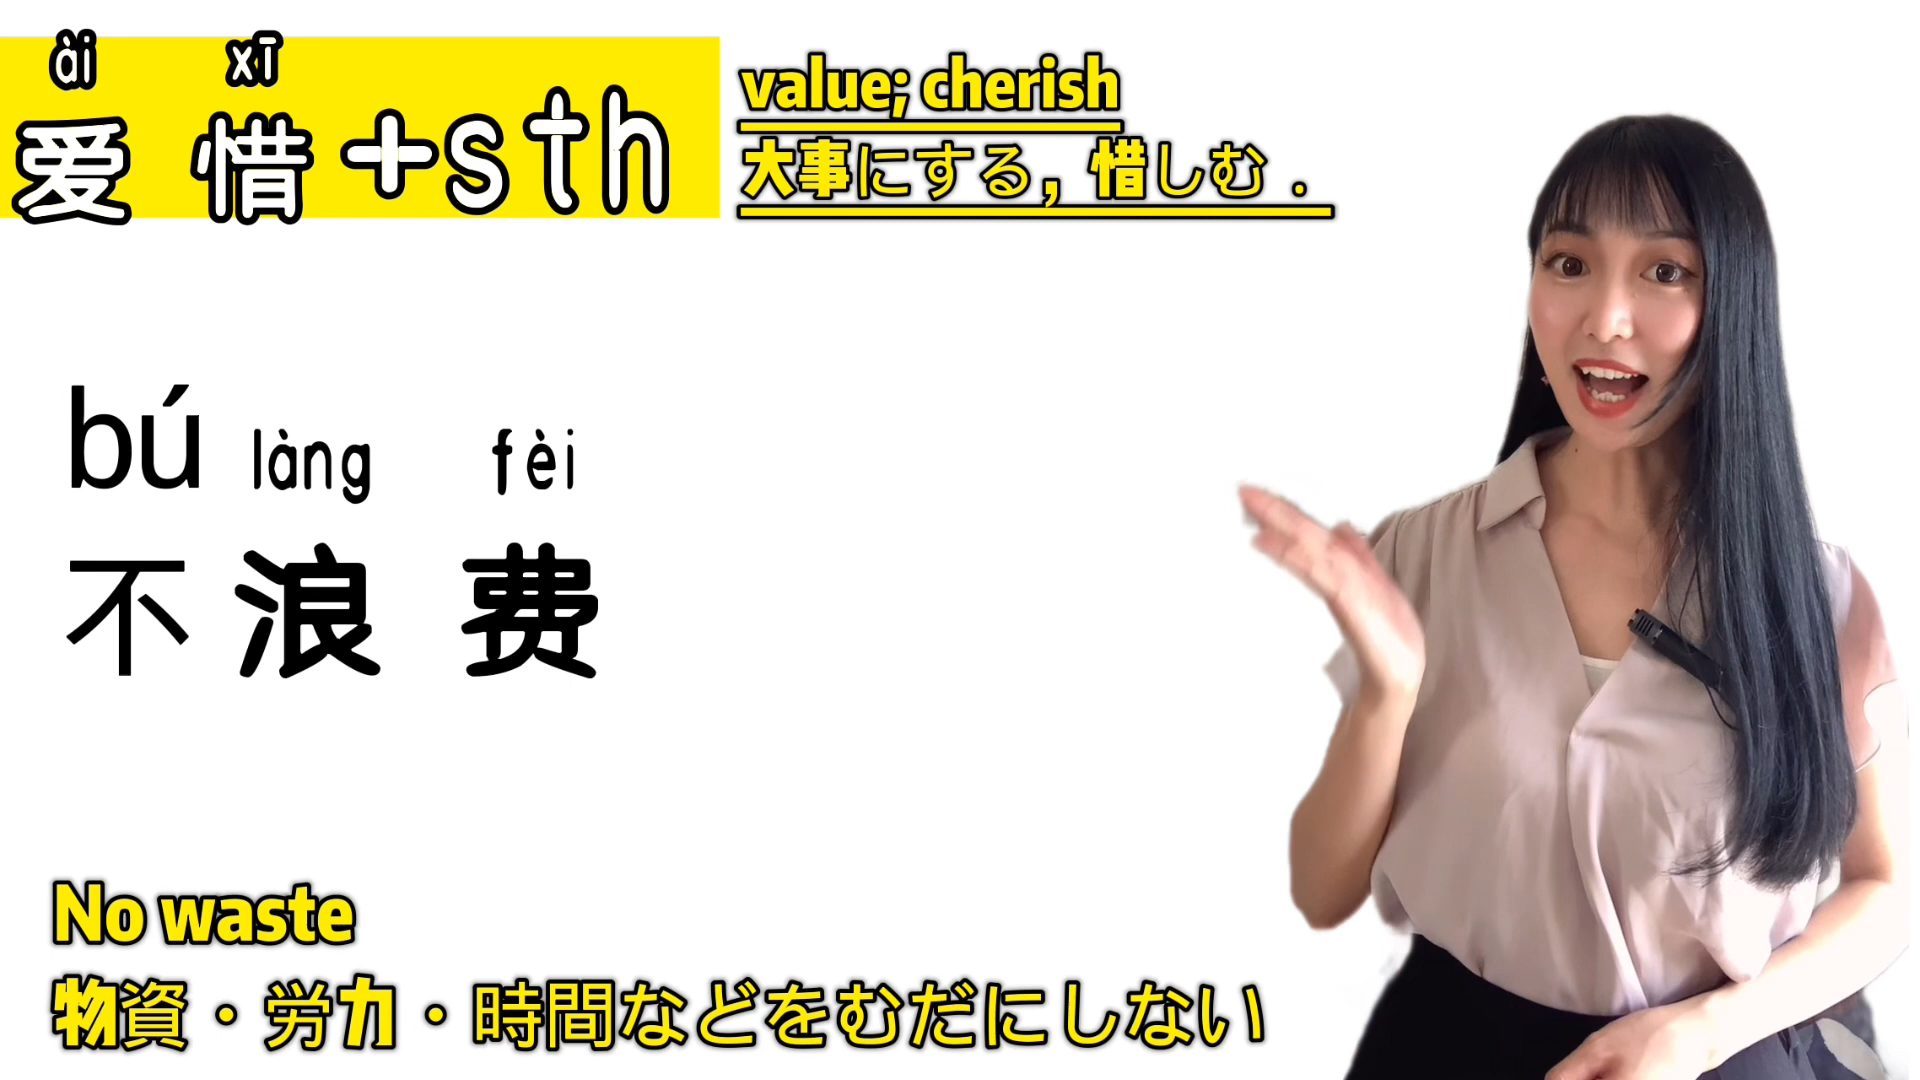 ài xī
爱 惜 +sth
value; cherish
大事にする，惜しむ．
bú làng fèi
不 浪 费
No waste
物資・労力・時間などをむだにしない